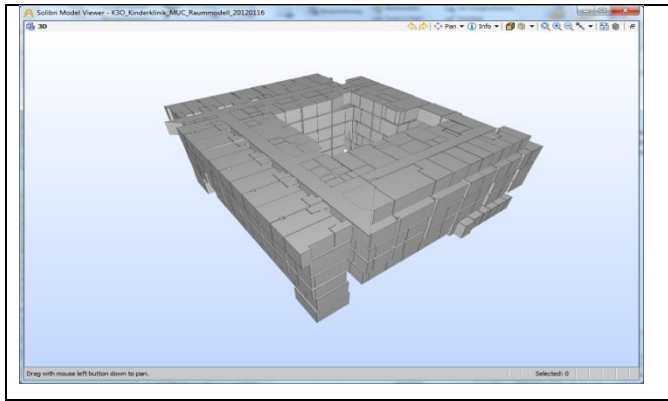 Solibri Model Viewer - K3O_Kinderklinik_MUC_Raummodell_20120116
3D
Pan
Info
Drag with mouse left button down to pan.
Selected: 0